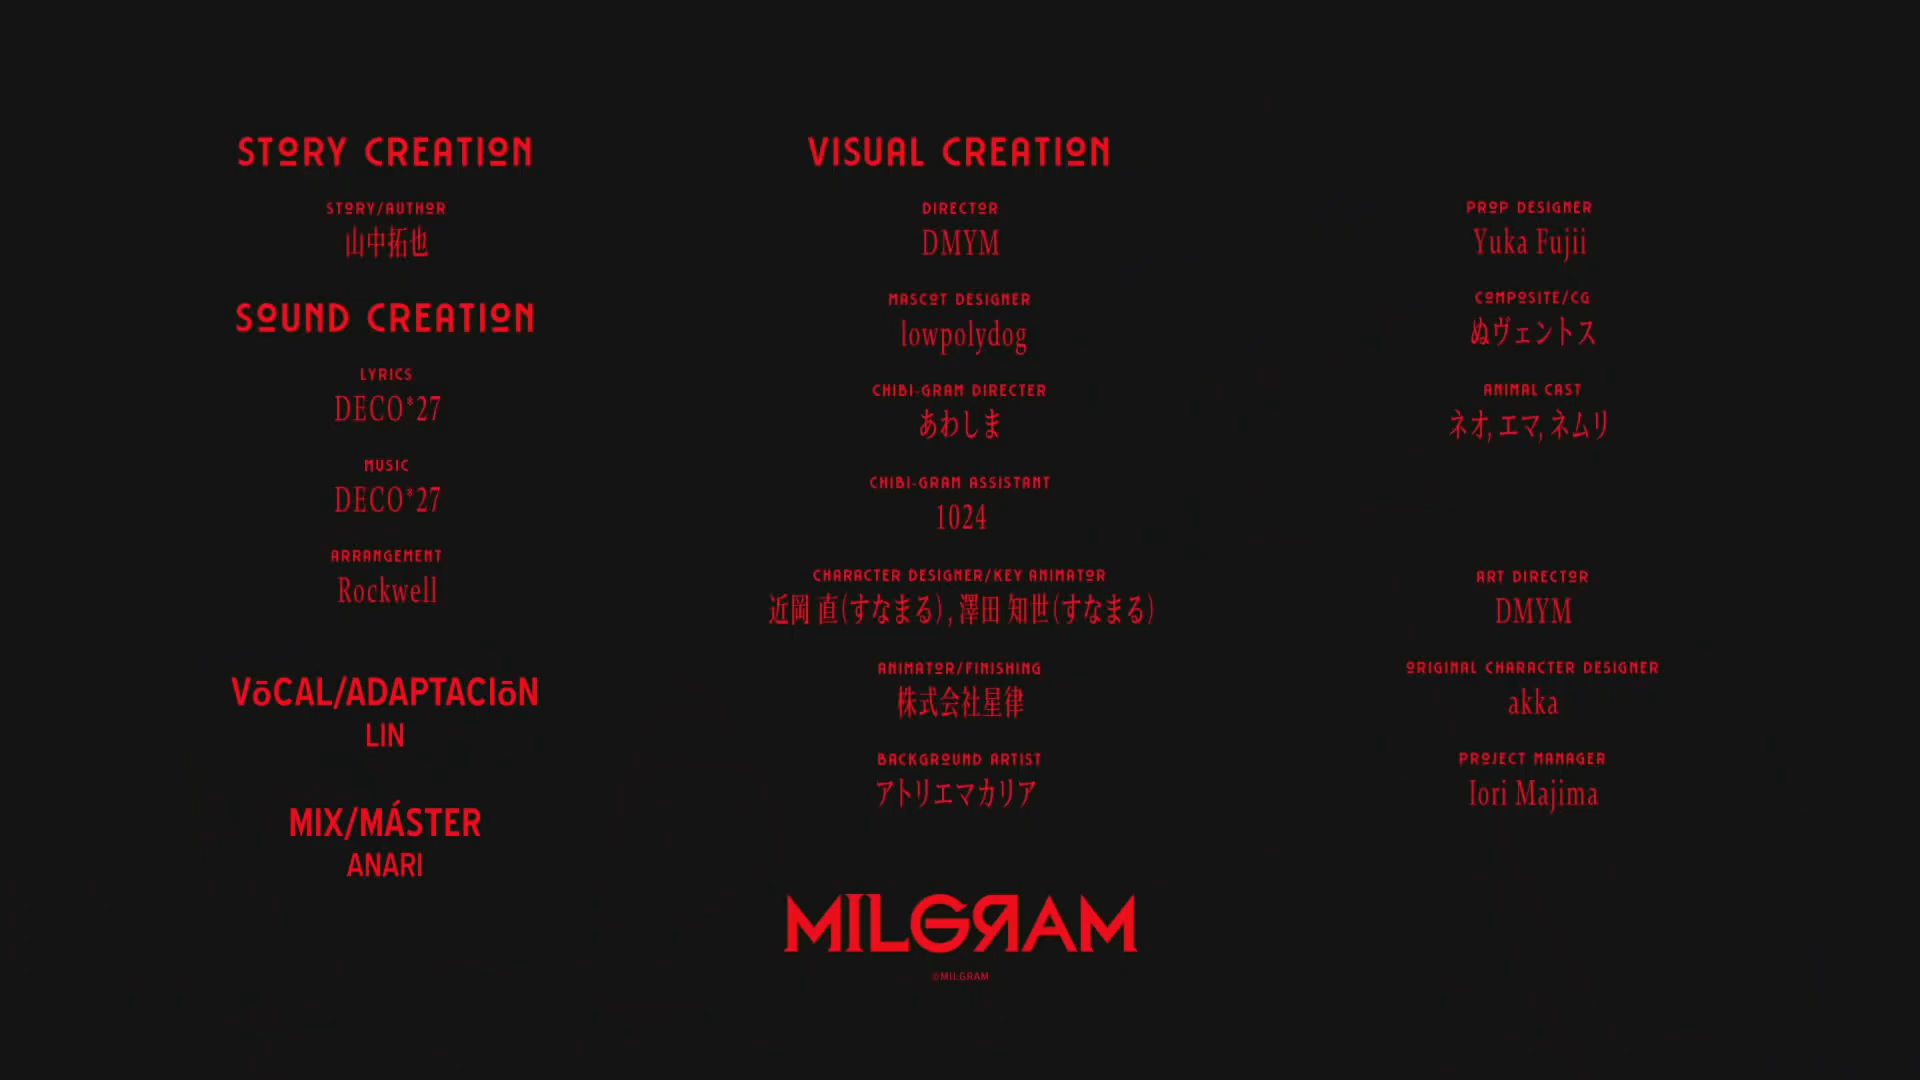 STORY CREATION
STORY/AUTHOR
山中拓也
SOUND CREATION
LYRICS
DECO*27
MUSIC
DECO*27
ARRANGEMENT
Rockwell
VōCAL/ADAPTACIōN
LIN
MIX/MÁSTER
ANARI
VISUAL CREATION
DIRECTOR
DMYM
MASCOT DESIGNER
lowpolydog
CHIBI-GRAM DIRECTER
あわしま
CHIBI-GRAM ASSISTANT
1024
CHARACTER DESIGNER/KEY ANIMATOR
近岡 直(すなまる), 澤田 知世(すなまる)
ANIMATOR/FINISHING
株式会社星律
BACKGROUND ARTIST
アトリエマカリア
PROP DESIGNER
Yuka Fujii
COMPOSITE/CG
ぬヴェントス
ANIMAL CAST
ネオ, エマ, ネムリ
ART DIRECTOR
DMYM
ORIGINAL CHARACTER DESIGNER
akka
PROJECT MANAGER
Iori Majima
MILGRAM
©MILGRAM